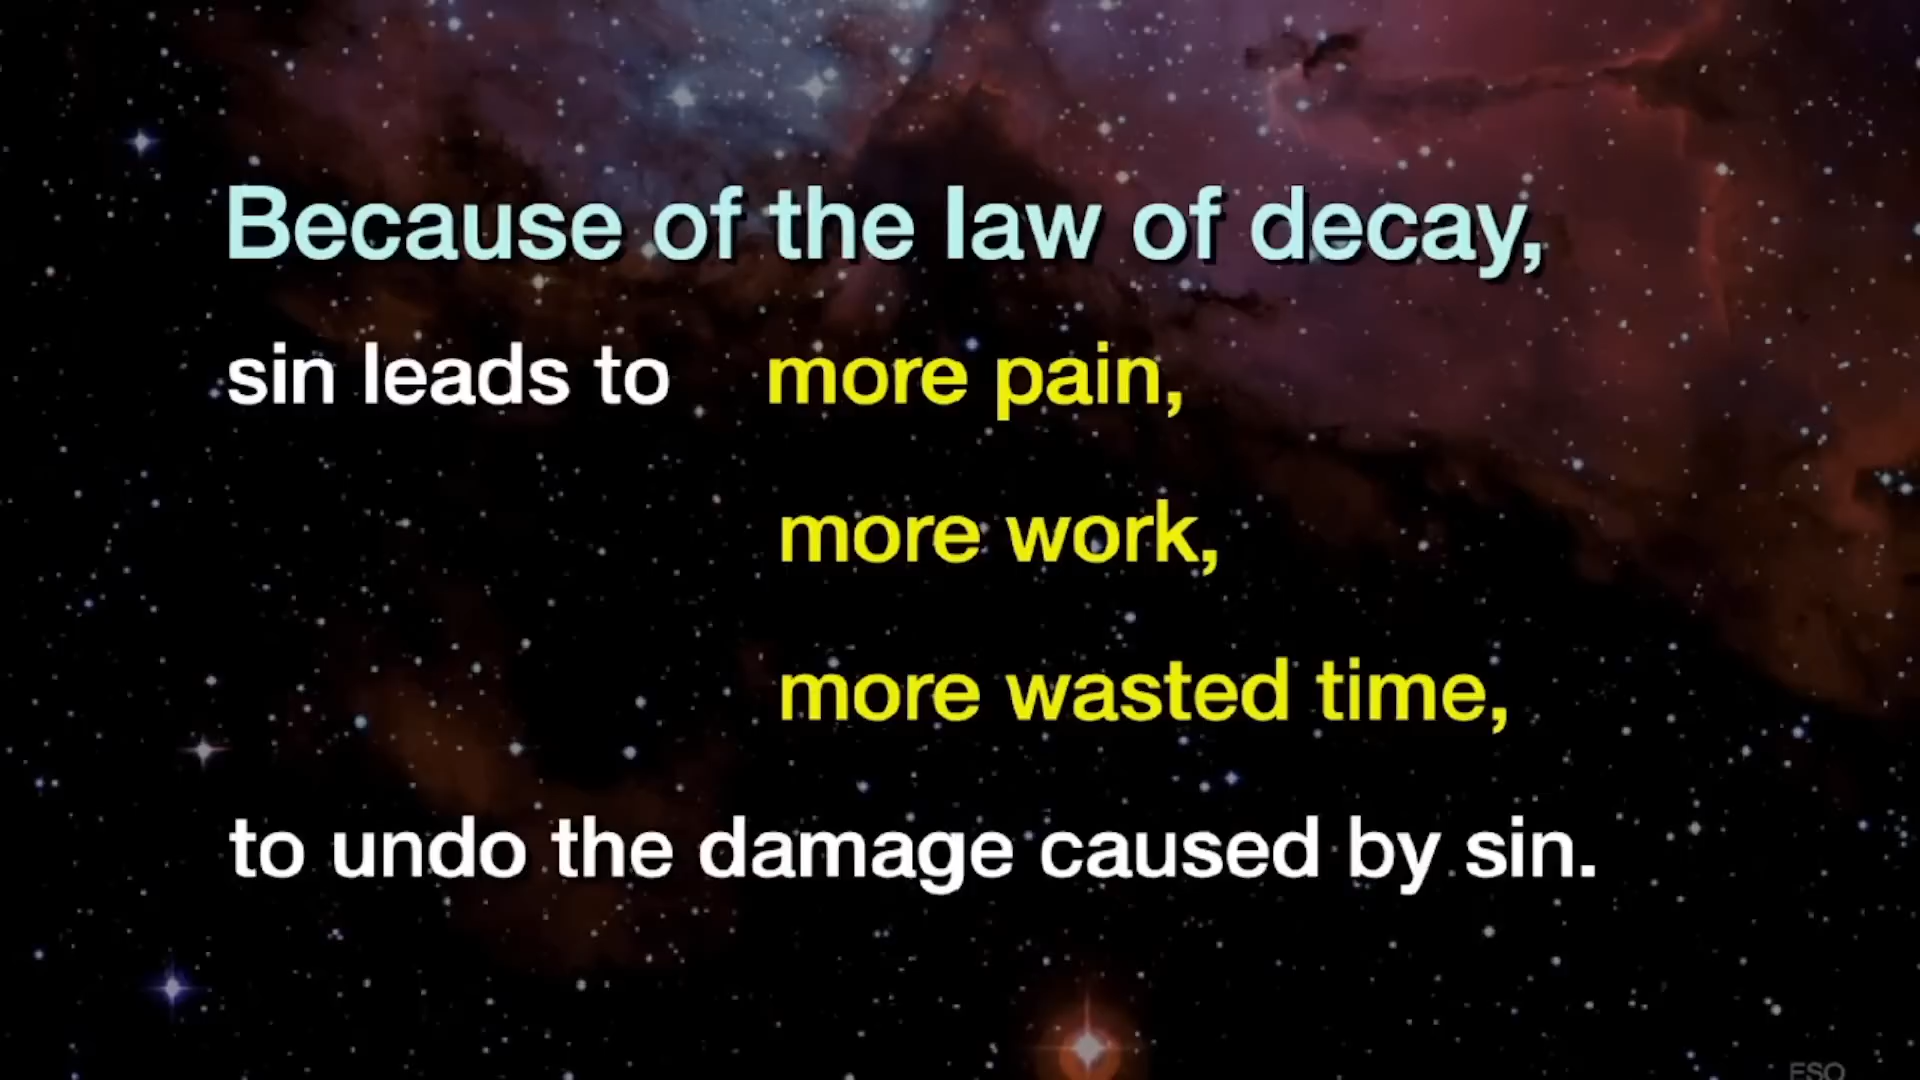 Because of the law of decay,
sin leads to more pain,
more work,
more wasted time,
to undo the damage caused by sin.
ESO